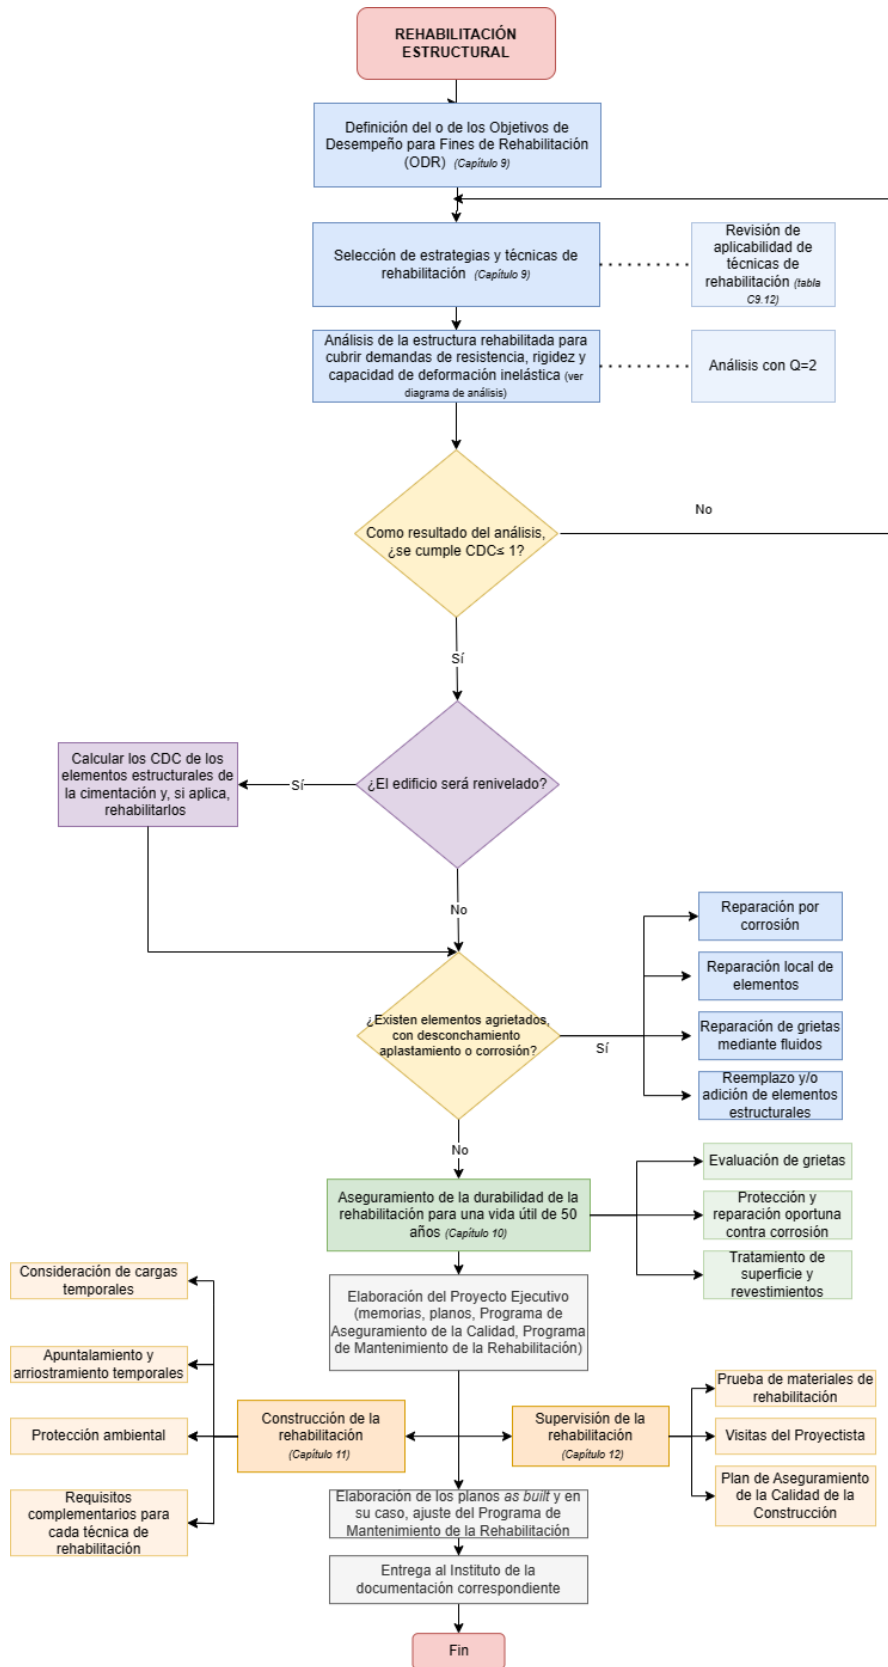 REHABILITACIÓN
ESTRUCTURAL
Definición del o de los Objetivos de
Desempeño para Fines de Rehabilitación
(ODR) (Capítulo 9)
Selección de estrategias y técnicas de
rehabilitación (Capítulo 9)
Revisión de
aplicabilidad de
técnicas de
rehabilitación (tabla
C9.12)
Análisis de la estructura rehabilitada para
cubrir demandas de resistencia, rigidez y
capacidad de deformación inelástica (ver
diagrama de análisis)
Análisis con Q=2
Como resultado del análisis,
¿se cumple CDC≤ 1?
No
Sí
¿El edificio será renivelado?
Sí
Calcular los CDC de los
elementos estructurales de
la cimentación y, si aplica,
rehabilitarlos
No
¿Existen elementos agrietados,
con desconchamiento
aplastamiento o corrosión?
Sí
Reparación por
corrosión
Reparación local de
elementos
Reparación de grietas
mediante fluidos
Reemplazo y/o
adición de elementos
estructurales
No
Aseguramiento de la durabilidad de la
rehabilitación para una vida útil de 50
años (Capítulo 10)
Evaluación de grietas
Protección y
reparación oportuna
contra corrosión
Tratamiento de
superficie y
revestimientos
Elaboración del Proyecto Ejecutivo
(memorias, planos, Programa de
Aseguramiento de la Calidad, Programa
de Mantenimiento de la Rehabilitación)
Construcción de la
rehabilitación
(Capítulo 11)
Consideración de cargas
temporales
Apuntalamiento y
arriostramiento temporales
Protección ambiental
Requisitos
complementarios para
cada técnica de
rehabilitación
Supervisión de la
rehabilitación
(Capítulo 12)
Prueba de materiales de
rehabilitación
Visitas del Proyectista
Plan de Aseguramiento
de la Calidad de la
Construcción
Elaboración de los planos as built y en
su caso, ajuste del Programa de
Mantenimiento de la Rehabilitación
Entrega al Instituto de la
documentación correspondiente
Fin